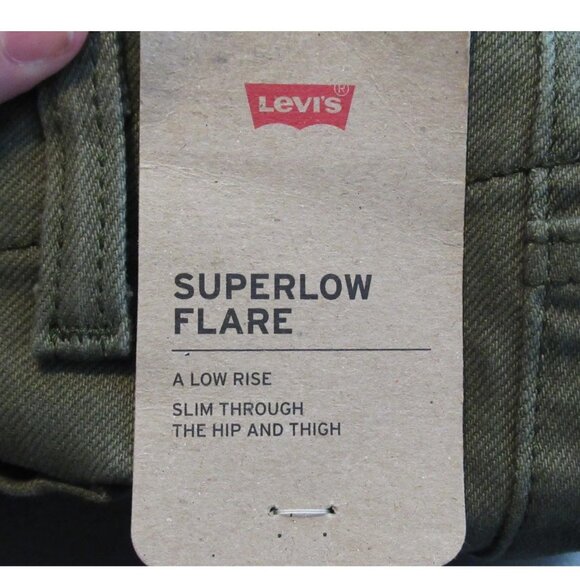 Levi's®
SUPERLOW
FLARE
A LOW RISE
SLIM THROUGH
THE HIP AND THIGH